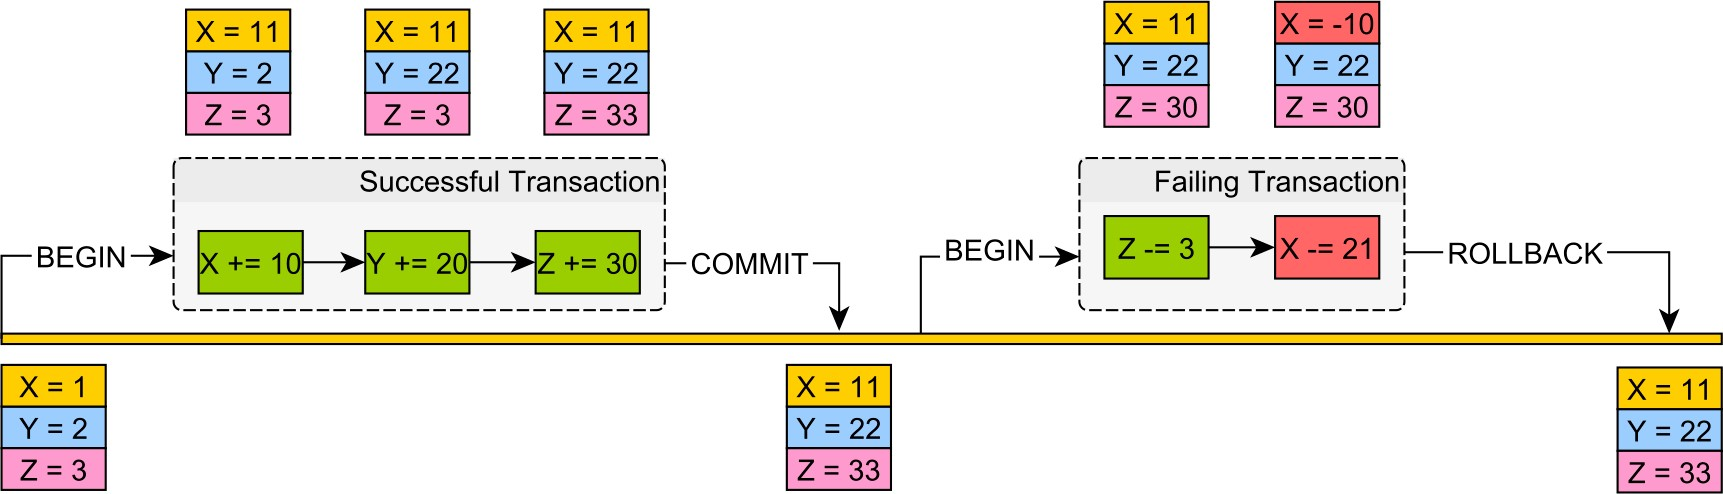 X = 11
Y = 2
Z = 3
X = 11
Y = 22
Z = 3
X = 11
Y = 22
Z = 33
X = 11
Y = 22
Z = 30
X = -10
Y = 22
Z = 30
Successful Transaction
BEGIN
X += 10
Y += 20
Z += 30
COMMIT
Failing Transaction
BEGIN
Z -= 3
X -= 21
ROLLBACK
X = 1
Y = 2
Z = 3
X = 11
Y = 22
Z = 33
X = 11
Y = 22
Z = 33